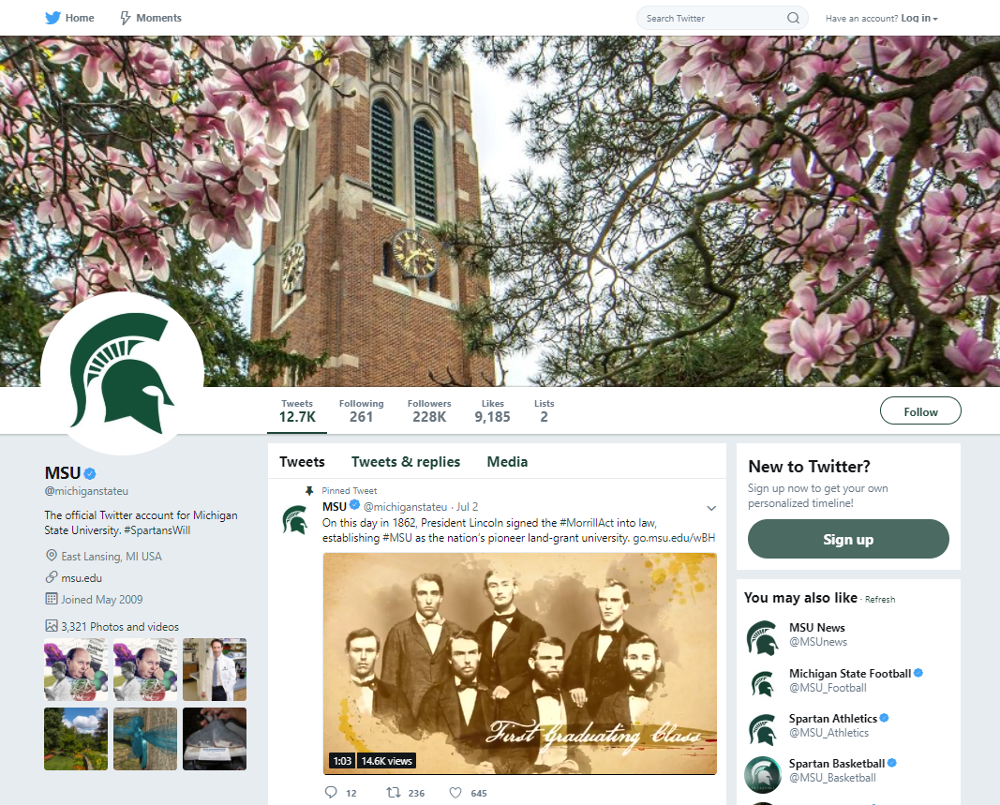 Home
Moments
Search Twitter
Have an account? Log in
Tweets
12.7K
Following
261
Followers
228K
Likes
9,185
Lists
2
Follow
MSU
@michiganstateu
The official Twitter account for Michigan
State University. #SpartansWill
East Lansing, MI USA
msu.edu
Joined May 2009
3,321 Photos and videos
Tweets
Tweets & replies
Media
Pinned Tweet
MSU @michiganstateu · Jul 2
On this day in 1862, President Lincoln signed the #MorrillAct into law,
establishing #MSU as the nation's pioneer land-grant university. go.msu.edu/wBH
First Graduating Class
1:03
14.6K views
12
236
645
New to Twitter?
Sign up now to get your own
personalized timeline!
Sign up
You may also like · Refresh
MSU News
@MSUnews
Michigan State Football
@MSU_Football
Spartan Athletics
@MSU_Athletics
Spartan Basketball
@MSU_Basketball